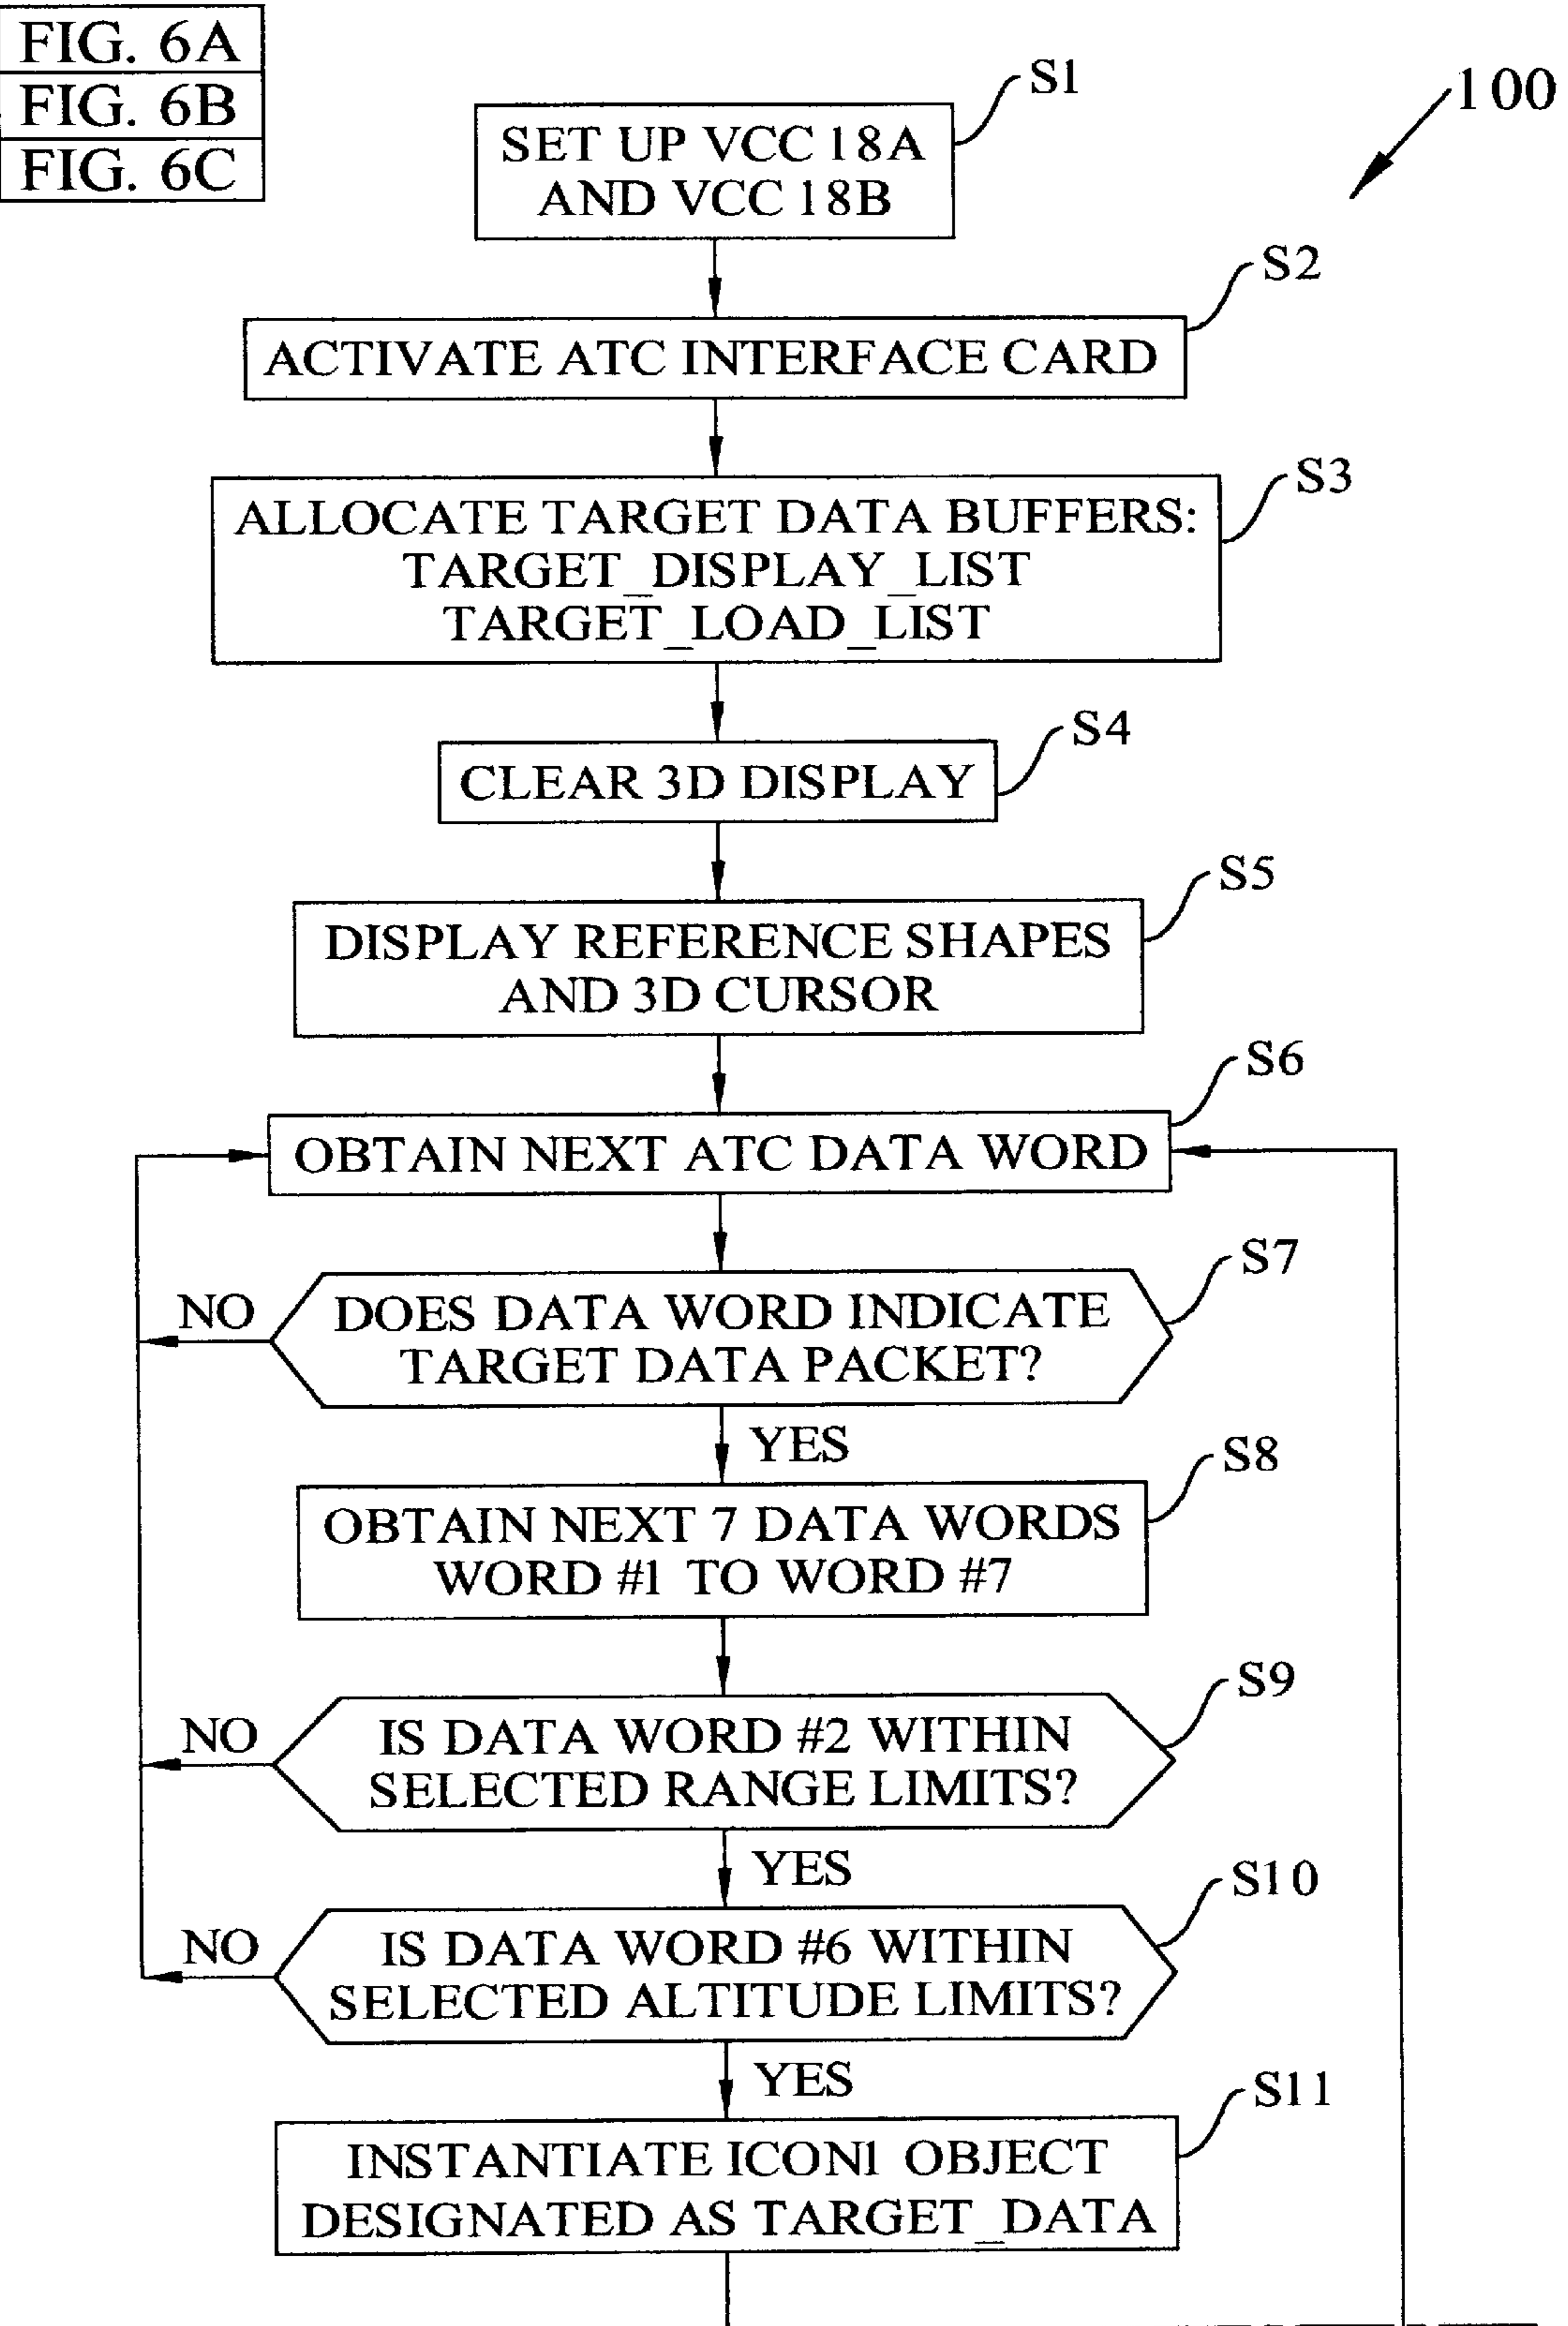 FIG. 6A
FIG. 6B
FIG. 6C
100
S1
SET UP VCC 18A
AND VCC 18B
S2
ACTIVATE ATC INTERFACE CARD
S3
ALLOCATE TARGET DATA BUFFERS:
TARGET_DISPLAY_LIST
TARGET_LOAD_LIST
S4
CLEAR 3D DISPLAY
S5
DISPLAY REFERENCE SHAPES
AND 3D CURSOR
S6
OBTAIN NEXT ATC DATA WORD
S7
NO
DOES DATA WORD INDICATE
TARGET DATA PACKET?
YES
S8
OBTAIN NEXT 7 DATA WORDS
WORD #1 TO WORD #7
S9
NO
IS DATA WORD #2 WITHIN
SELECTED RANGE LIMITS?
YES
S10
NO
IS DATA WORD #6 WITHIN
SELECTED ALTITUDE LIMITS?
YES
S11
INSTANTIATE ICON1 OBJECT
DESIGNATED AS TARGET_DATA